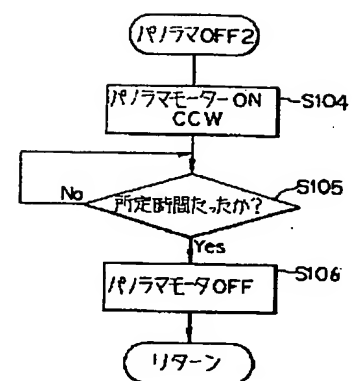 パノラマOFF2
パノラマモーターON
CCW
S104
所定時間たったか?
S105
No
Yes
パノラマモータOFF
S106
リターン